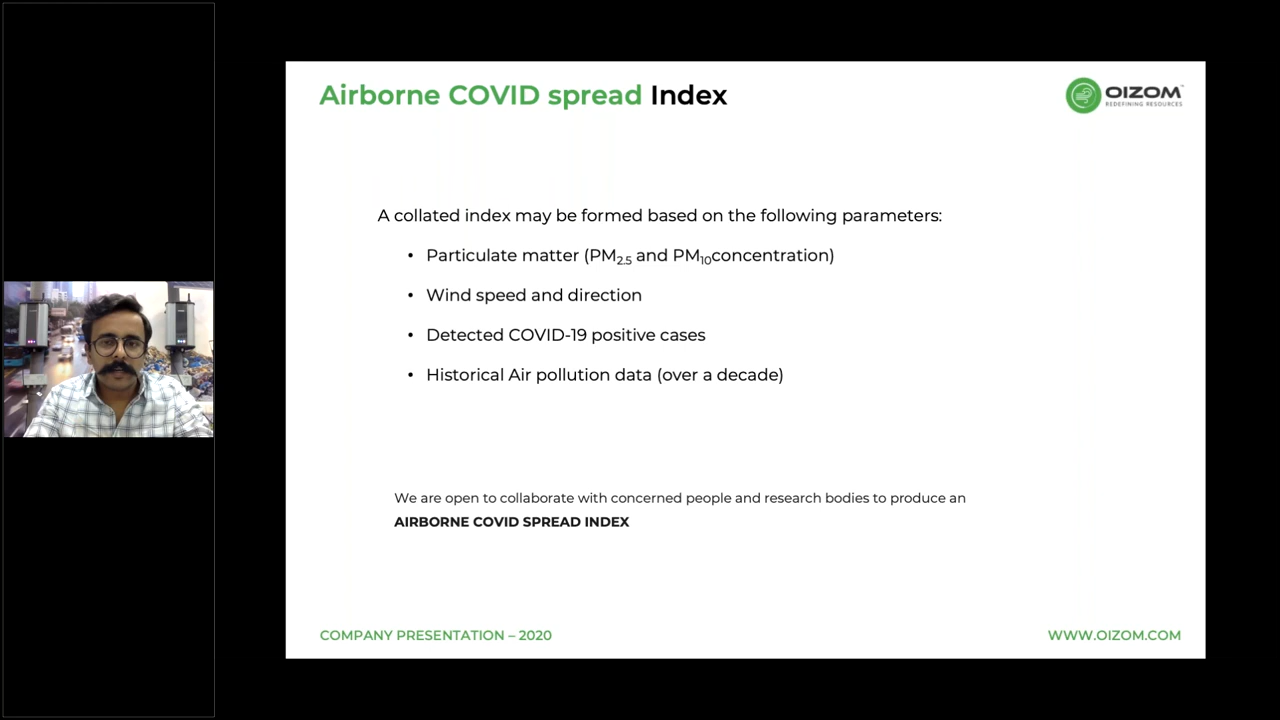 Airborne COVID spread Index
OIZOM™
REDEFINING RESOURCES
A collated index may be formed based on the following parameters:
• Particulate matter (PM2.5 and PM10concentration)
• Wind speed and direction
• Detected COVID-19 positive cases
• Historical Air pollution data (over a decade)
We are open to collaborate with concerned people and research bodies to produce an
AIRBORNE COVID SPREAD INDEX
COMPANY PRESENTATION – 2020
WWW.OIZOM.COM